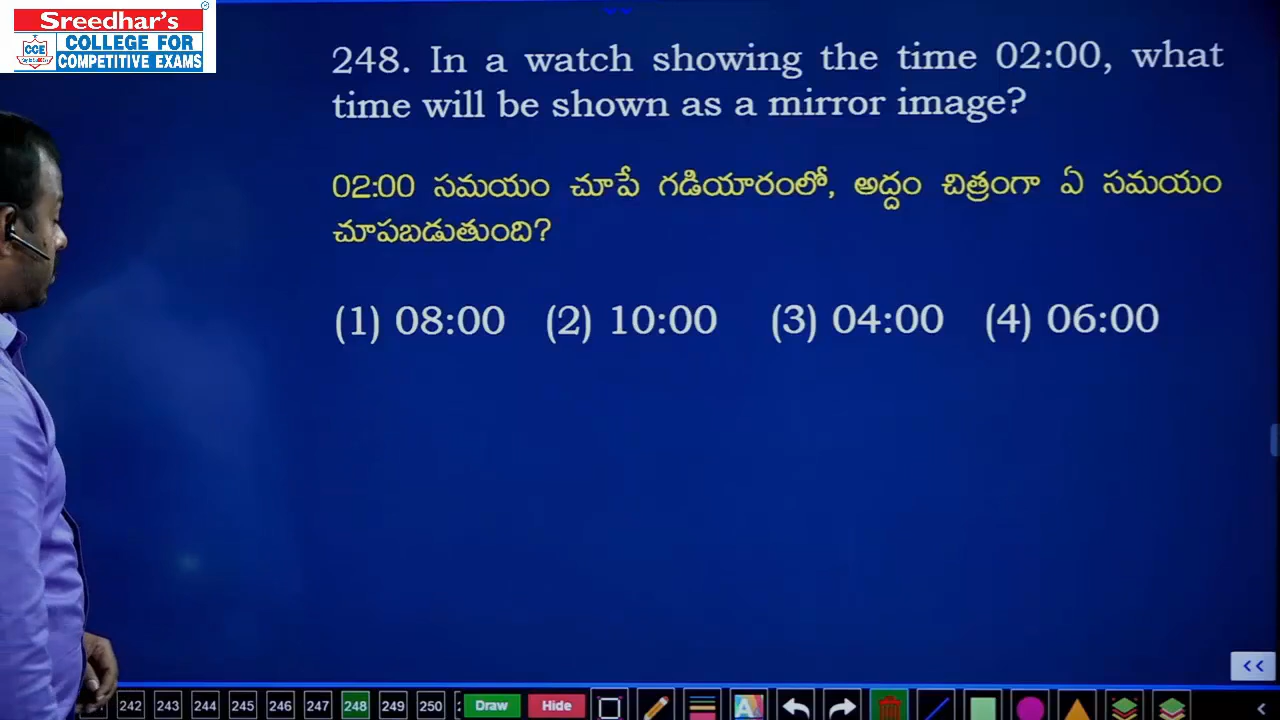 Sreedhar's
CCE
COLLEGE FOR
COMPETITIVE EXAMS
248. In a watch showing the time 02:00, what
time will be shown as a mirror image?
02:00 సమయం చూపే గడియారంలో, అద్దం చిత్రంగా ఏ సమయం
చూపబడుతుంది?
(1) 08:00 (2) 10:00 (3) 04:00 (4) 06:00
<<
242 243 244 245 246 247 248 249 250 Draw Hide